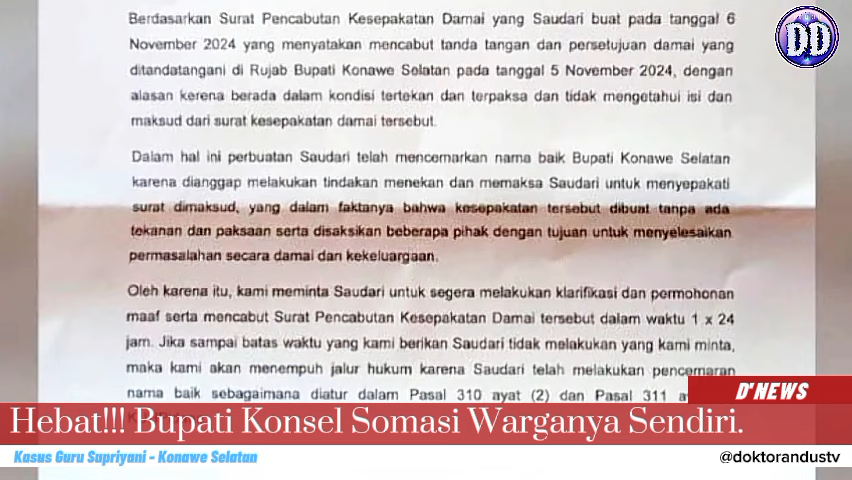 Berdasarkan Surat Pencabutan Kesepakatan Damai yang Saudari buat pada tanggal 6
November 2024 yang menyatakan mencabut tanda tangan dan persetujuan damai yang
ditandatangani di Rujab Bupati Konawe Selatan pada tanggal 5 November 2024, dengan
alasan kerena berada dalam kondisi tertekan dan terpaksa dan tidak mengetahui isi dan
maksud dari surat kesepakatan damai tersebut.
Dalam hal ini perbuatan Saudari telah mencemarkan nama baik Bupati Konawe Selatan
karena dianggap melakukan tindakan menekan dan memaksa Saudari untuk menyepakati
surat dimaksud, yang dalam faktanya bahwa kesepakatan tersebut dibuat tanpa ada
tekanan dan paksaan serta disaksikan beberapa pihak dengan tujuan untuk menyelesaikan
permasalahan secara damai dan kekeluargaan.
Oleh karena itu, kami meminta Saudari untuk segera melakukan klarifikasi dan permohonan
maaf serta mencabut Surat Pencabutan Kesepakatan Damai tersebut dalam waktu 1 x 24
jam. Jika sampai batas waktu yang kami berikan Saudari tidak melakukan yang kami minta,
maka kami akan menempuh jalur hukum karena Saudari telah melakukan pencemaran
nama baik sebagaimana diatur dalam Pasal 310 ayat (2) dan Pasal 311
DD
D'NEWS
Hebat!!! Bupati Konsel Somasi Warganya Sendiri.
Kasus Guru Supriyani - Konawe Selatan
@doktorandustv